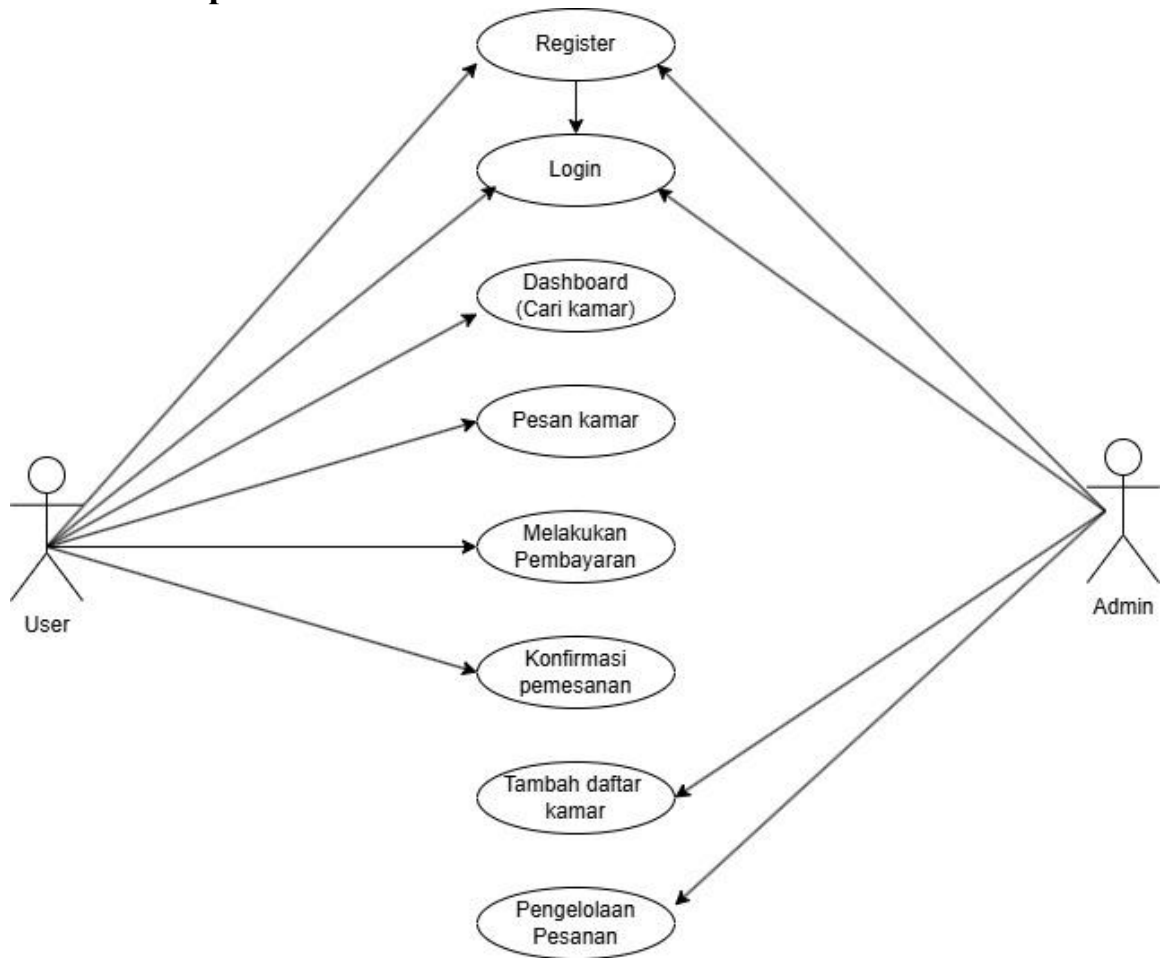 Register
Login
Dashboard
(Cari kamar)
Pesan kamar
Melakukan
Pembayaran
User
Admin
Konfirmasi
pemesanan
Tambah daftar
kamar
Pengelolaan
Pesanan